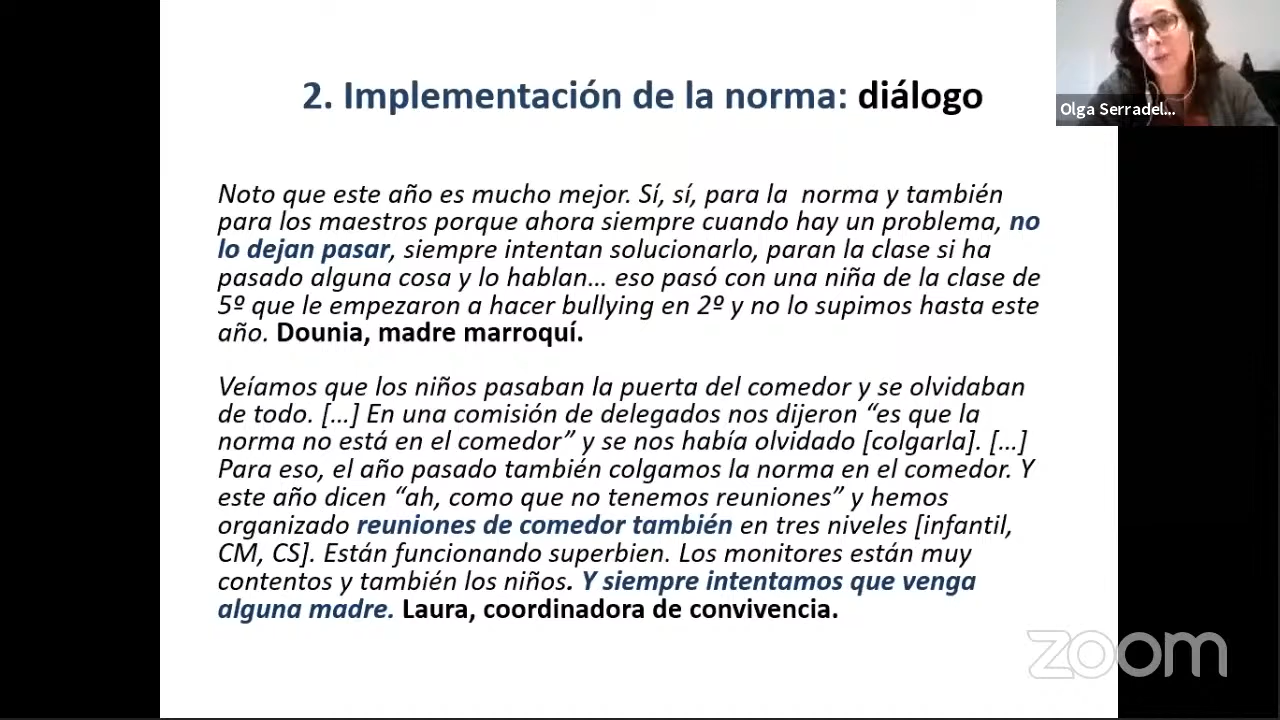 2. Implementación de la norma: diálogo
Olga Serradel...
Noto que este año es mucho mejor. Sí, sí, para la norma y también
para los maestros porque ahora siempre cuando hay un problema, no
lo dejan pasar, siempre intentan solucionarlo, paran la clase si ha
pasado alguna cosa y lo hablan... eso pasó con una niña de la clase de
5º que le empezaron a hacer bullying en 2º y no lo supimos hasta este
año. Dounia, madre marroquí.
Veíamos que los niños pasaban la puerta del comedor y se olvidaban
de todo. [...] En una comisión de delegados nos dijeron “es que la
norma no está en el comedor” y se nos había olvidado [colgarla]. [...]
Para eso, el año pasado también colgamos la norma en el comedor. Y
este año dicen “ah, como que no tenemos reuniones” y hemos
organizado reuniones de comedor también en tres niveles [infantil,
CM, CS]. Están funcionando superbien. Los monitores están muy
contentos y también los niños. Y siempre intentamos que venga
alguna madre. Laura, coordinadora de convivencia.
zoom